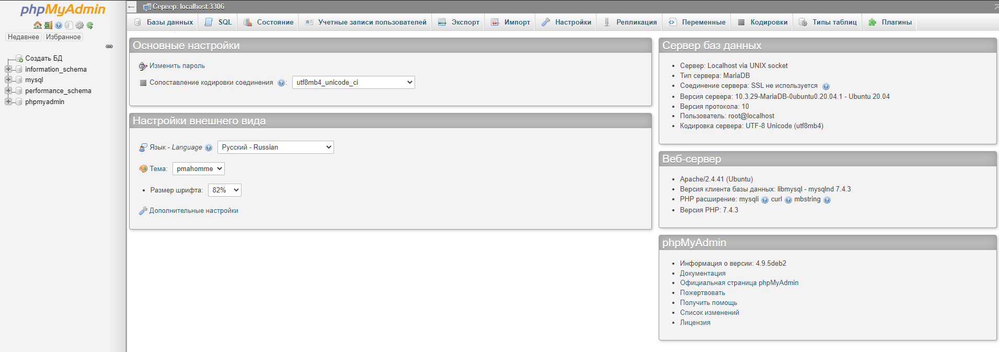 phpMyAdmin
Недавнее Избранное
Создать БД
information_schema
mysql
performance_schema
phpmyadmin
Сервер: localhost:3306
Базы данных SQL Состояние Учетные записи пользователей Экспорт Импорт Настройки Репликация Переменные Кодировки Типы таблиц Плагины
Основные настройки
Изменить пароль
Сопоставление кодировки соединения : utf8mb4_unicode_ci
Настройки внешнего вида
Язык - Language Русский - Russian
Тема: pmahomme
Размер шрифта: 82%
Дополнительные настройки
Сервер баз данных
Сервер: Localhost via UNIX socket
Тип сервера: MariaDB
Соединение сервера: SSL не используется
Версия сервера: 10.3.29-MariaDB-0ubuntu0.20.04.1 - Ubuntu 20.04
Версия протокола: 10
Пользователь: root@localhost
Кодировка сервера: UTF-8 Unicode (utf8mb4)
Веб-сервер
Apache/2.4.41 (Ubuntu)
Версия клиента базы данных: libmysql - mysqlnd 7.4.3
PHP расширение: mysqli curl mbstring
Версия PHP: 7.4.3
phpMyAdmin
Информация о версии: 4.9.5deb2
Документация
Официальная страница phpMyAdmin
Пожертвовать
Получить помощь
Список изменений
Лицензия